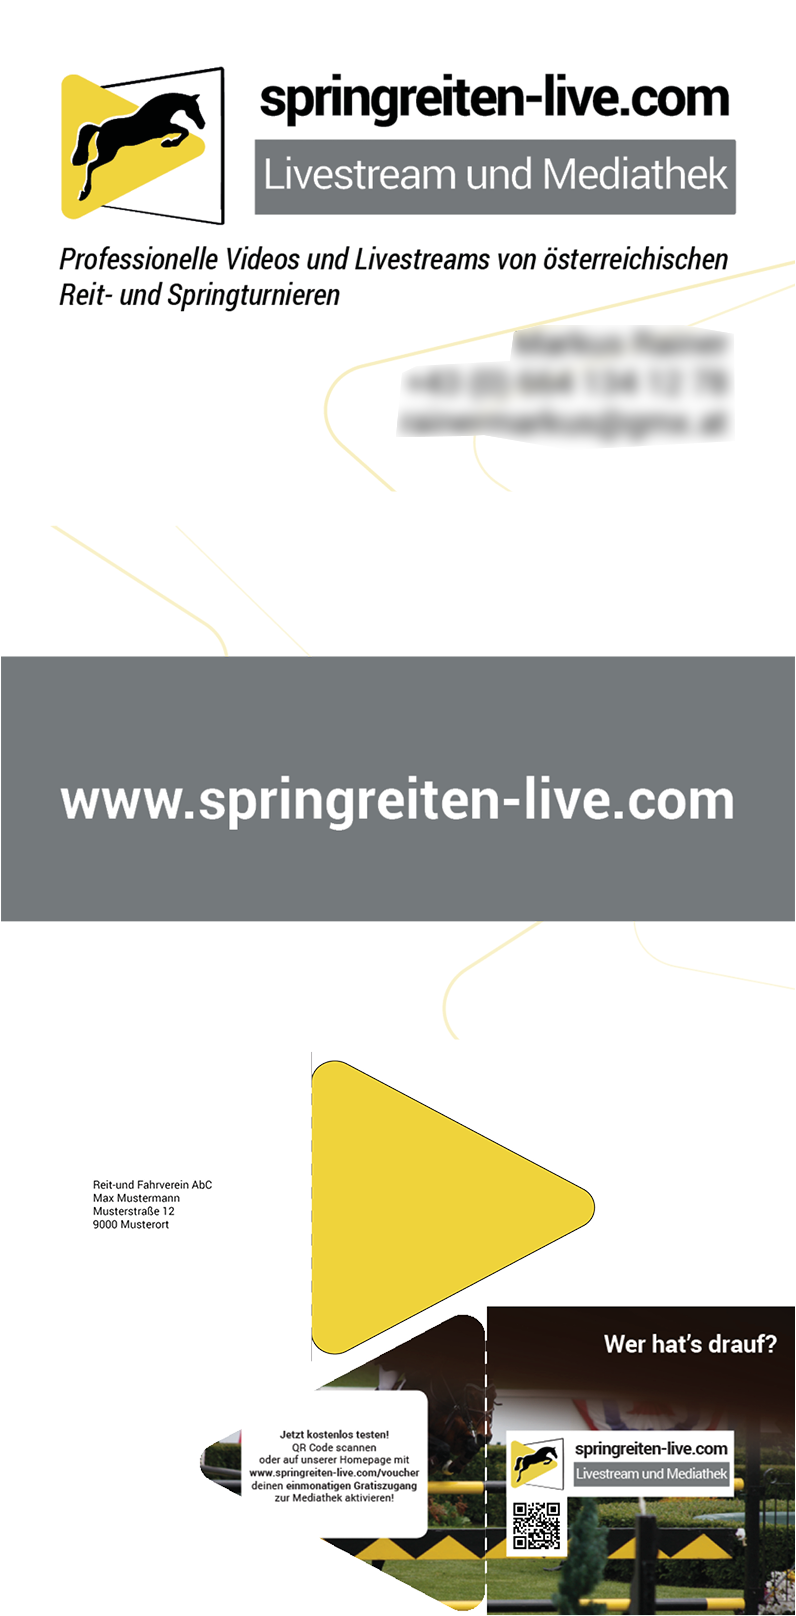 springreiten-live.com
Livestream und Mediathek
Professionelle Videos und Livestreams von österreichischen
Reit- und Springturnieren
www.springreiten-live.com
Reit-und Fahrverein AbC
Max Mustermann
Musterstraße 12
9000 Musterort
Wer hat's drauf?
Jetzt kostenlos testen!
QR Code scannen
oder auf unserer Homepage mit
www.springreiten-live.com/voucher
deinen einmonatigen Gratiszugang
zur Mediathek aktivieren!
springreiten-live.com
Livestream und Mediathek